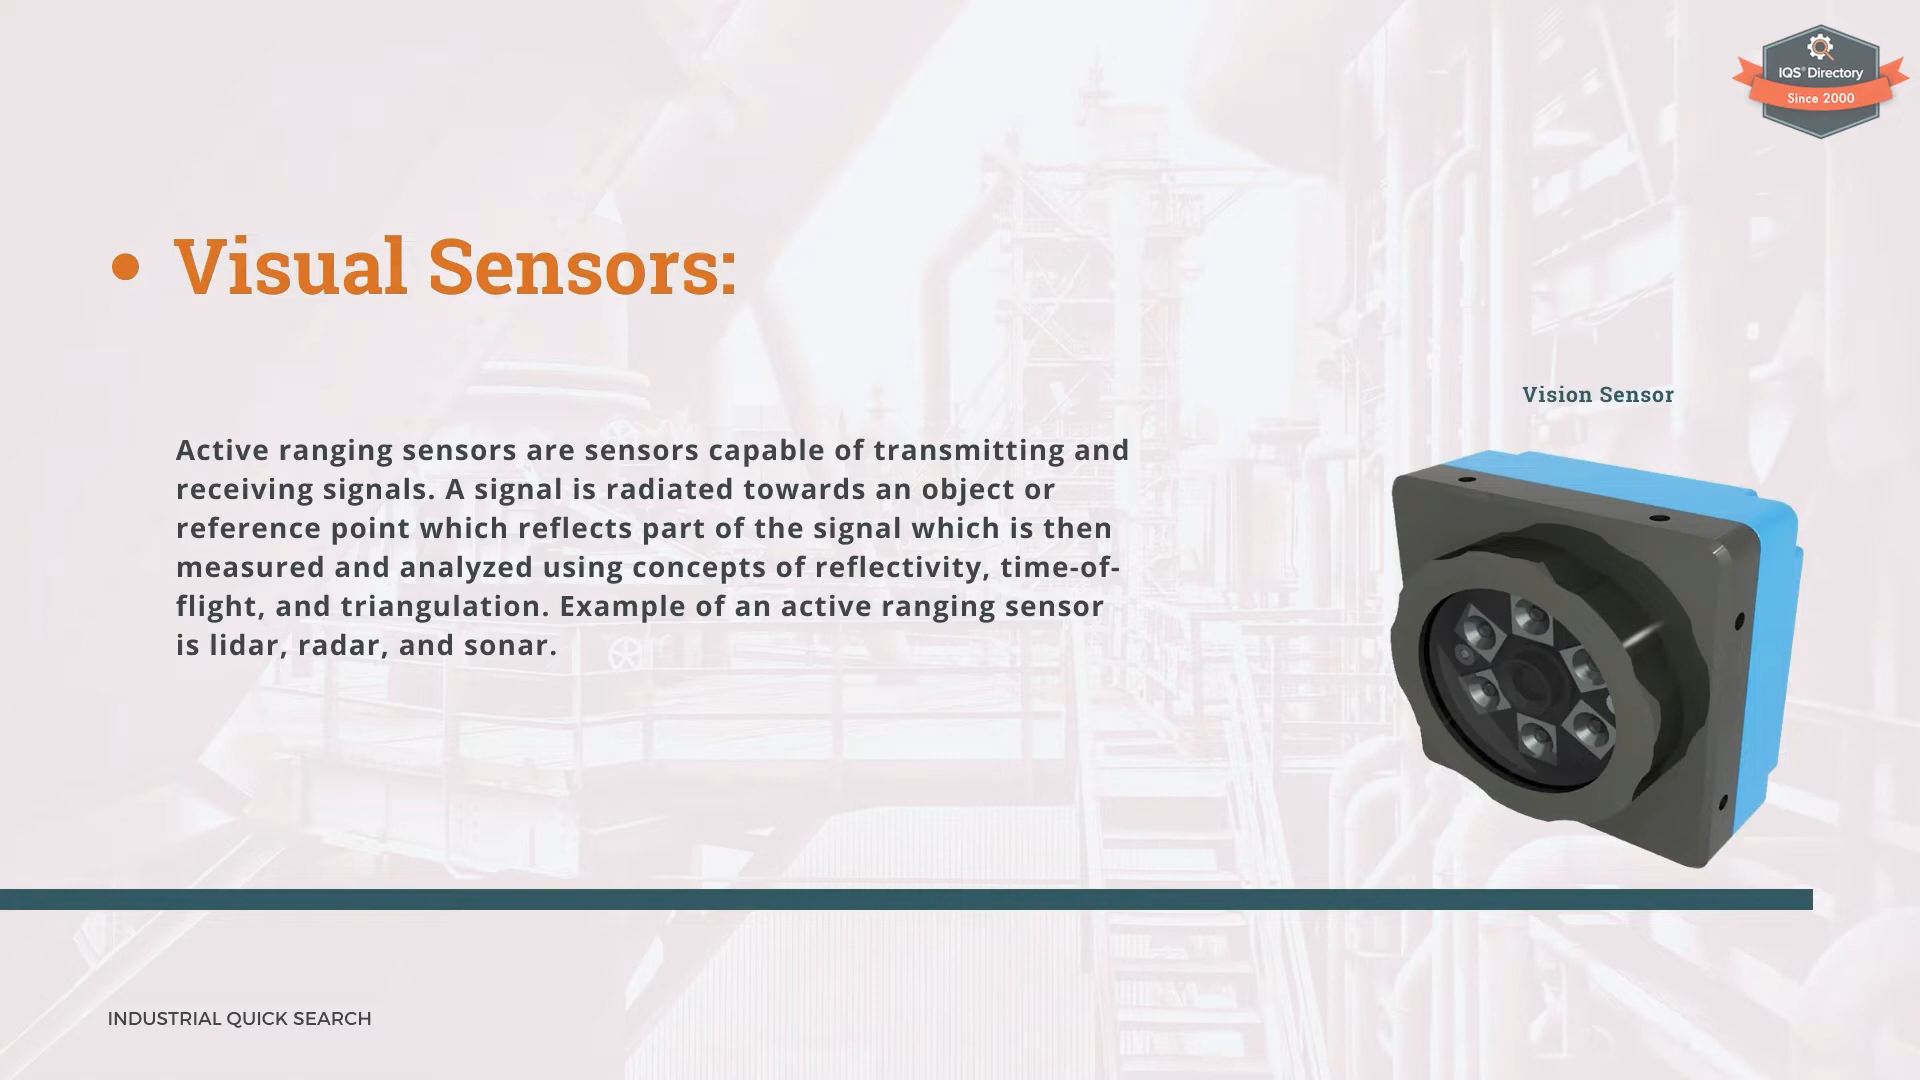 IQS® Directory
Since 2000
• Visual Sensors:
Vision Sensor
Active ranging sensors are sensors capable of transmitting and
receiving signals. A signal is radiated towards an object or
reference point which reflects part of the signal which is then
measured and analyzed using concepts of reflectivity, time-of-
flight, and triangulation. Example of an active ranging sensor
is lidar, radar, and sonar.
INDUSTRIAL QUICK SEARCH